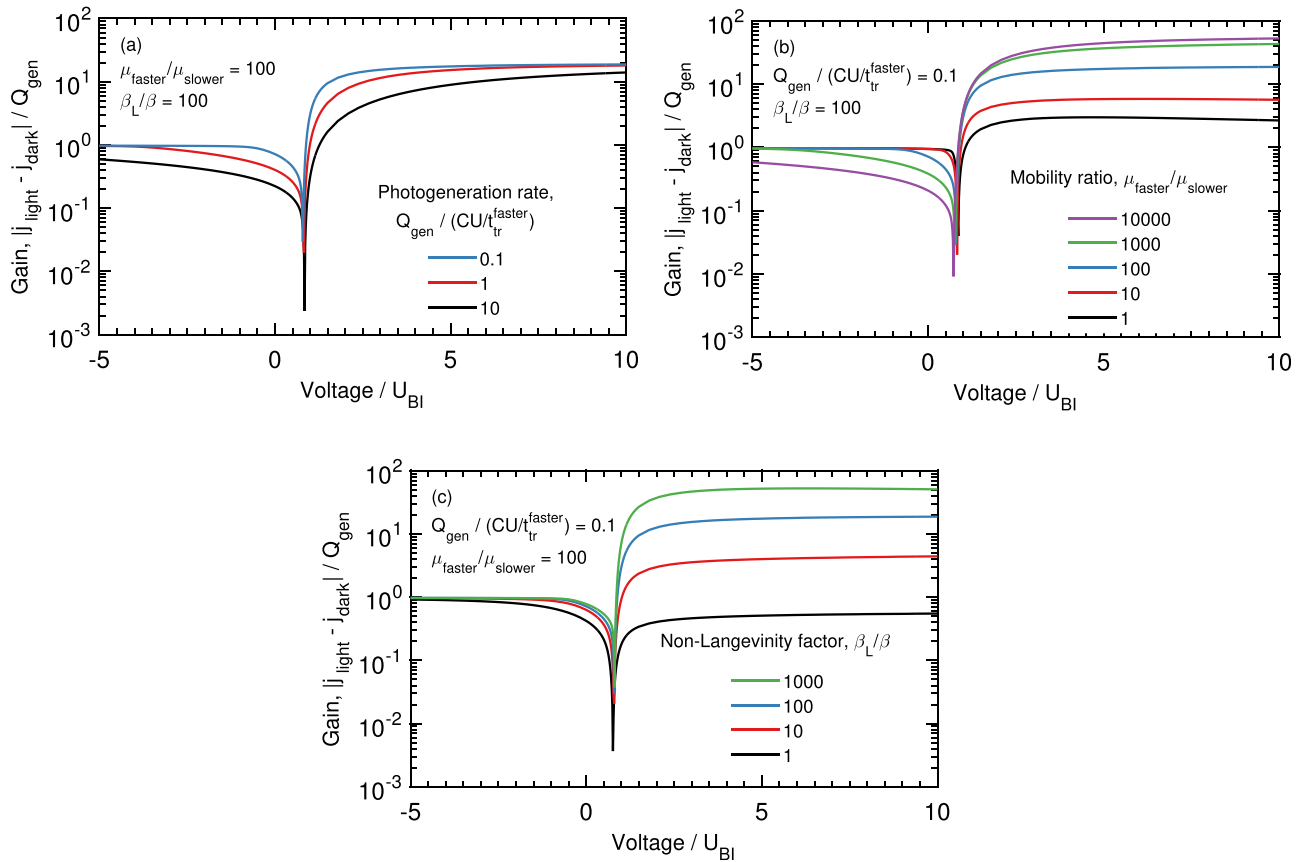 (a)
μ_faster/μ_slower = 100
β_L/β = 100
Gain, |j_light - j_dark| / Q_gen
10^2
10^1
10^0
10^-1
10^-2
10^-3
Photogeneration rate,
Q_gen / (CU/t_tr^faster)
0.1
1
10
-5 0 5 10
Voltage / U_BI
(b)
Q_gen / (CU/t_tr^faster) = 0.1
β_L/β = 100
Gain, |j_light - j_dark| / Q_gen
10^2
10^1
10^0
10^-1
10^-2
10^-3
Mobility ratio, μ_faster/μ_slower
10000
1000
100
10
1
-5 0 5 10
Voltage / U_BI
(c)
Q_gen / (CU/t_tr^faster) = 0.1
μ_faster/μ_slower = 100
Gain, |j_light - j_dark| / Q_gen
10^2
10^1
10^0
10^-1
10^-2
10^-3
Non-Langevinity factor, β_L/β
1000
100
10
1
-5 0 5 10
Voltage / U_BI